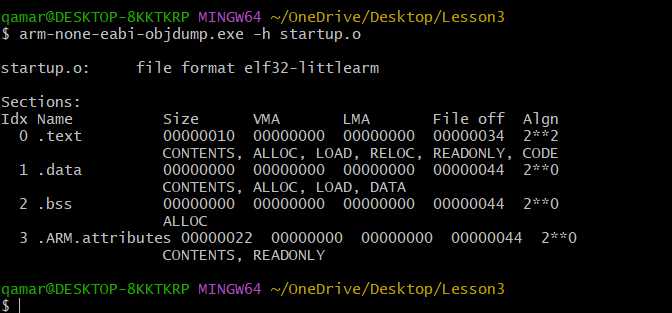 qamar@DESKTOP-8KKTKRP MINGW64 ~/OneDrive/Desktop/Lesson3
$ arm-none-eabi-objdump.exe -h startup.o
startup.o:     file format elf32-littlearm
Sections:
Idx Name          Size      VMA       LMA       File off  Algn
  0 .text         00000010  00000000  00000000  00000034  2**2
                  CONTENTS, ALLOC, LOAD, RELOC, READONLY, CODE
  1 .data         00000000  00000000  00000000  00000044  2**0
                  CONTENTS, ALLOC, LOAD, DATA
  2 .bss          00000000  00000000  00000000  00000044  2**0
                  ALLOC
  3 .ARM.attributes 00000022  00000000  00000000  00000044  2**0
                  CONTENTS, READONLY
qamar@DESKTOP-8KKTKRP MINGW64 ~/OneDrive/Desktop/Lesson3
$